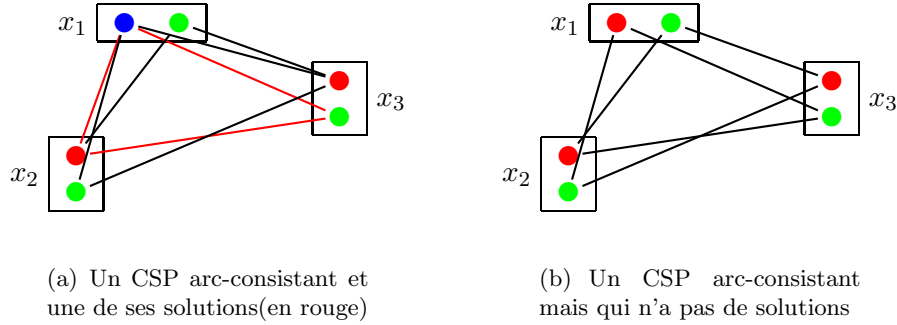 x₁
x₃
x₂
(a) Un CSP arc-consistant et
une de ses solutions(en rouge)
x₁
x₃
x₂
(b) Un CSP arc-consistant
mais qui n'a pas de solutions